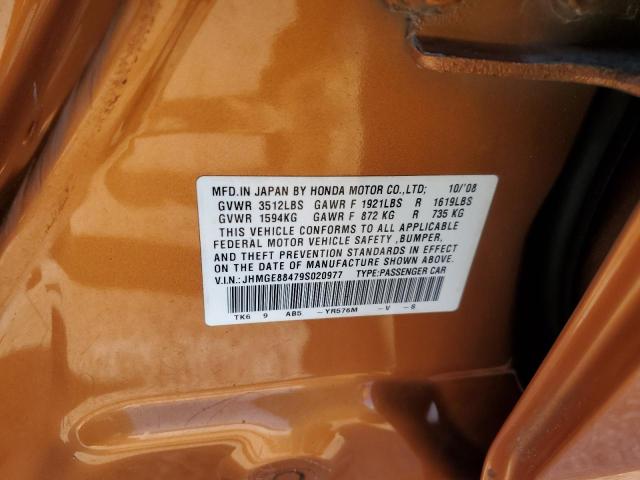 MFD.IN JAPAN BY HONDA MOTOR CO.,LTD; 10/'08
GVWR 3512LBS GAWR F 1921LBS R 1619LBS
GVWR 1594KG GAWR F 872 KG R 735 KG
THIS VEHICLE CONFORMS TO ALL APPLICABLE
FEDERAL MOTOR VEHICLE SAFETY ,BUMPER,
AND THEFT PREVENTION STANDARDS IN EFFECT
ON THE DATE OF MANUFACTURE SHOWN ABOVE.
V.I.N.: JHMGE88479S020977 TYPE:PASSENGER CAR
TK6 9 AB5 -YR576M -V -S